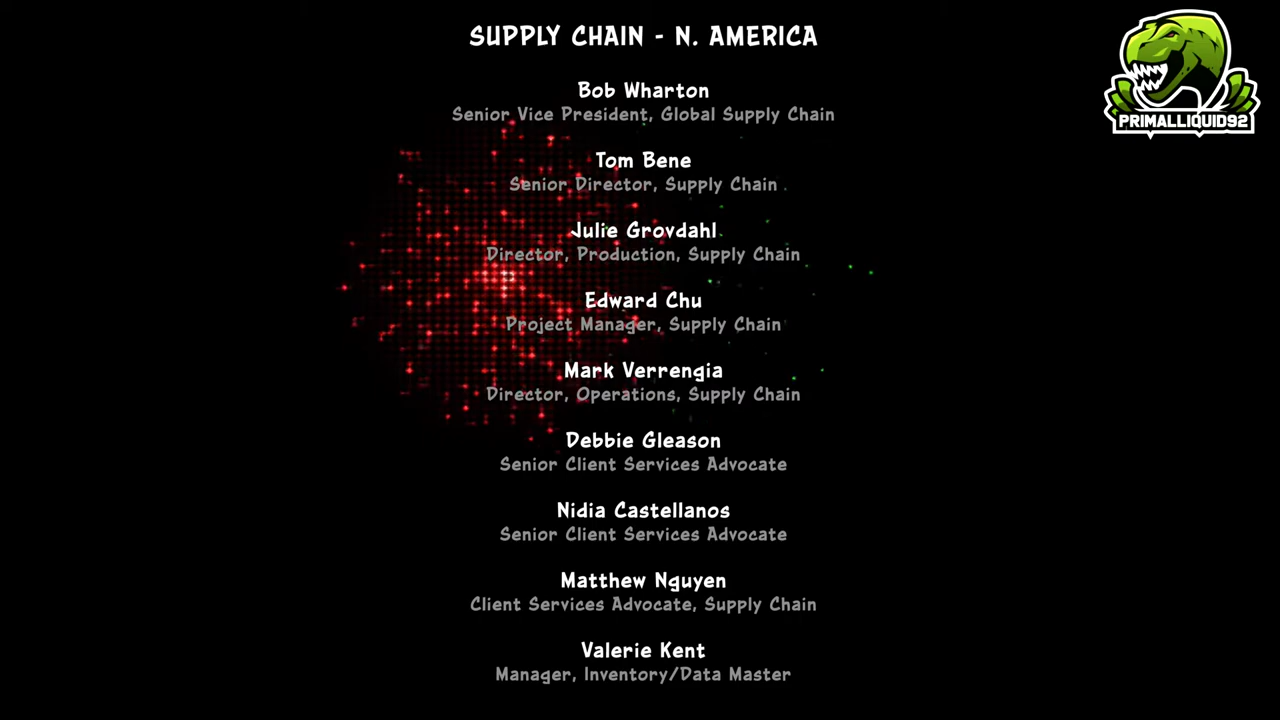 SUPPLY CHAIN - N. AMERICA
PRIMALLIQUID92
Bob Wharton
Senior Vice President, Global Supply Chain
Tom Bene
Senior Director, Supply Chain
Julie Grovdahl
Director, Production, Supply Chain
Edward Chu
Project Manager, Supply Chain
Mark Verrengia
Director, Operations, Supply Chain
Debbie Gleason
Senior Client Services Advocate
Nidia Castellanos
Senior Client Services Advocate
Matthew Nguyen
Client Services Advocate, Supply Chain
Valerie Kent
Manager, Inventory/Data Master